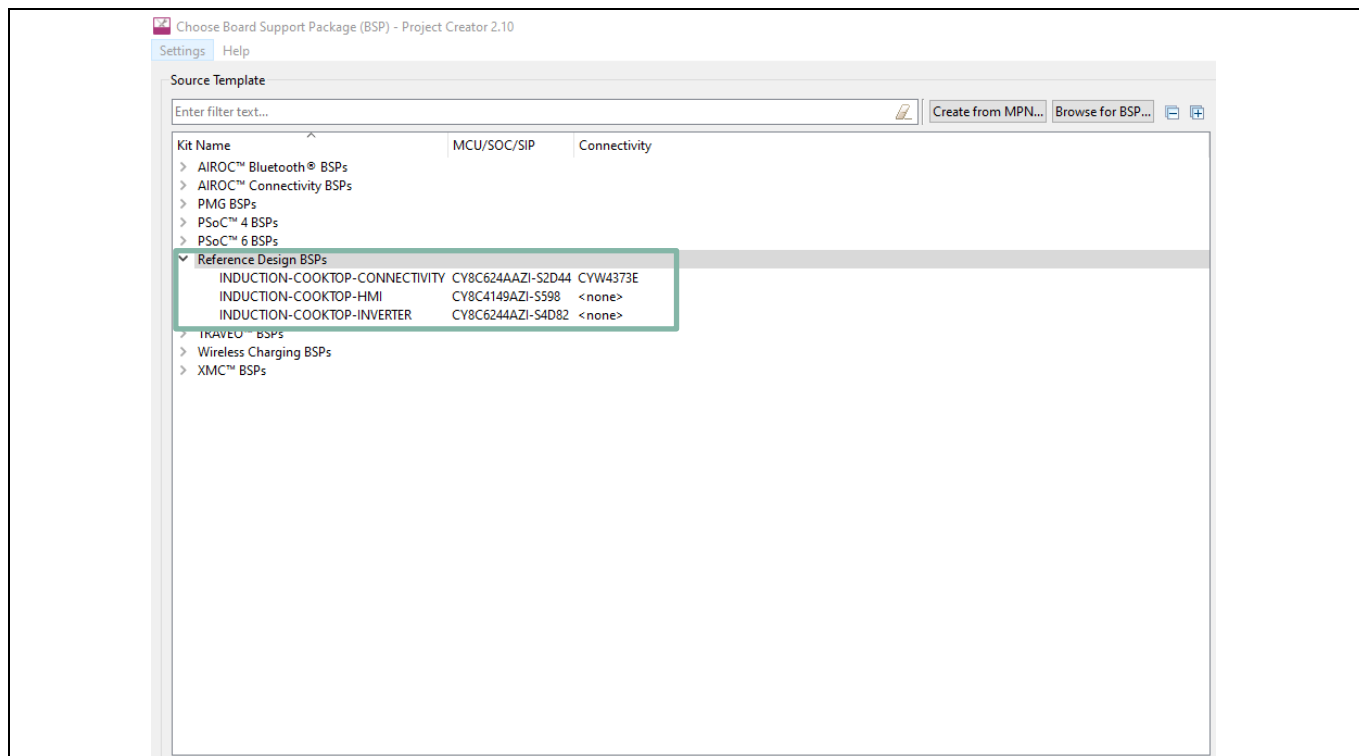 Choose Board Support Package (BSP) - Project Creator 2.10
Settings Help
Source Template
Enter filter text... Create from MPN... Browse for BSP...
Kit Name MCU/SOC/SIP Connectivity
AIROC™ Bluetooth® BSPs
AIROC™ Connectivity BSPs
PMG BSPs
PSoC™ 4 BSPs
PSoC™ 6 BSPs
Reference Design BSPs
INDUCTION-COOKTOP-CONNECTIVITY CY8C624AAZI-S2D44 CYW4373E
INDUCTION-COOKTOP-HMI CY8C4149AZI-S598 <none>
INDUCTION-COOKTOP-INVERTER CY8C6244AZI-S4D82 <none>
TRAVEO™ BSPs
Wireless Charging BSPs
XMC™ BSPs